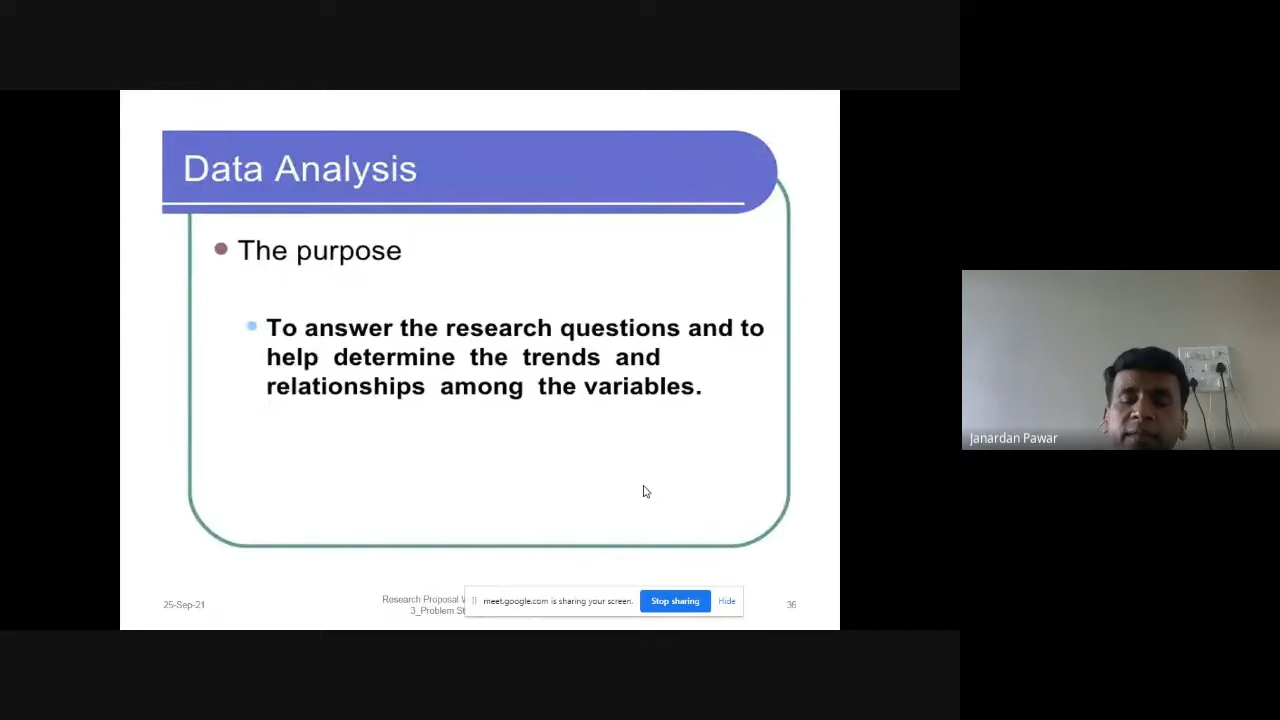 Data Analysis
The purpose
To answer the research questions and to
help determine the trends and
relationships among the variables.
25-Sep-21
Research Proposal
3_Problem
meet.google.com is sharing your screen.
Stop sharing
Hide
36
Janardan Pawar